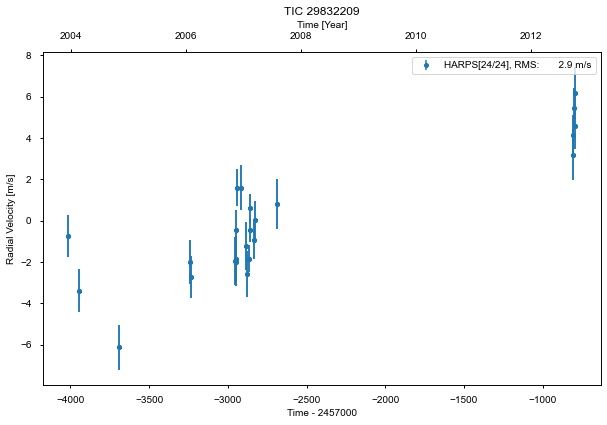 TIC 29832209
Time [Year]
2004 2006 2008 2010 2012
HARPS[24/24], RMS: 2.9 m/s
8
6
4
2
0
−2
−4
−6
Radial Velocity [m/s]
−4000 −3500 −3000 −2500 −2000 −1500 −1000
Time - 2457000